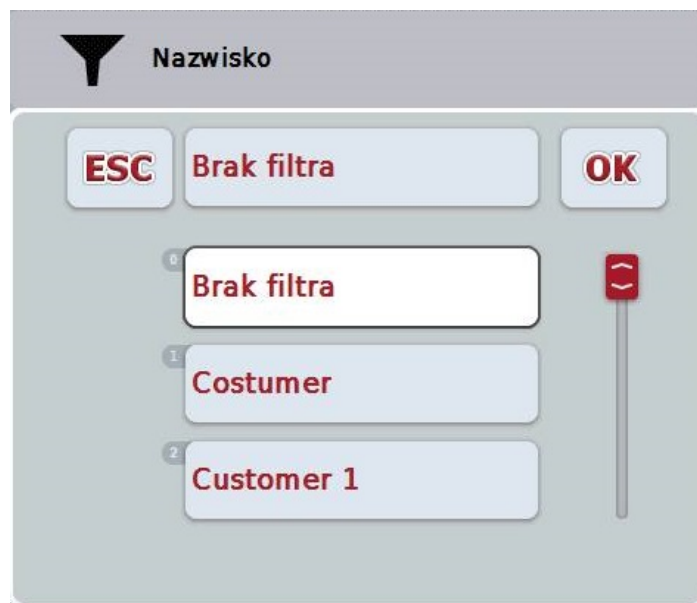 Nazwisko
ESC Brak filtra OK
0
Brak filtra
1
Costumer
2
Customer 1